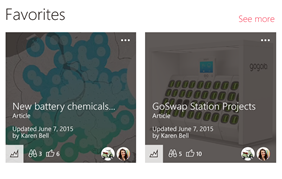 Favorites
See more
New battery chemicals...
Article
Updated June 7, 2015
by Karen Bell
3 6
gogoro
GoSwap Station Projects
Article
Updated June 7, 2015
by Karen Bell
5 10